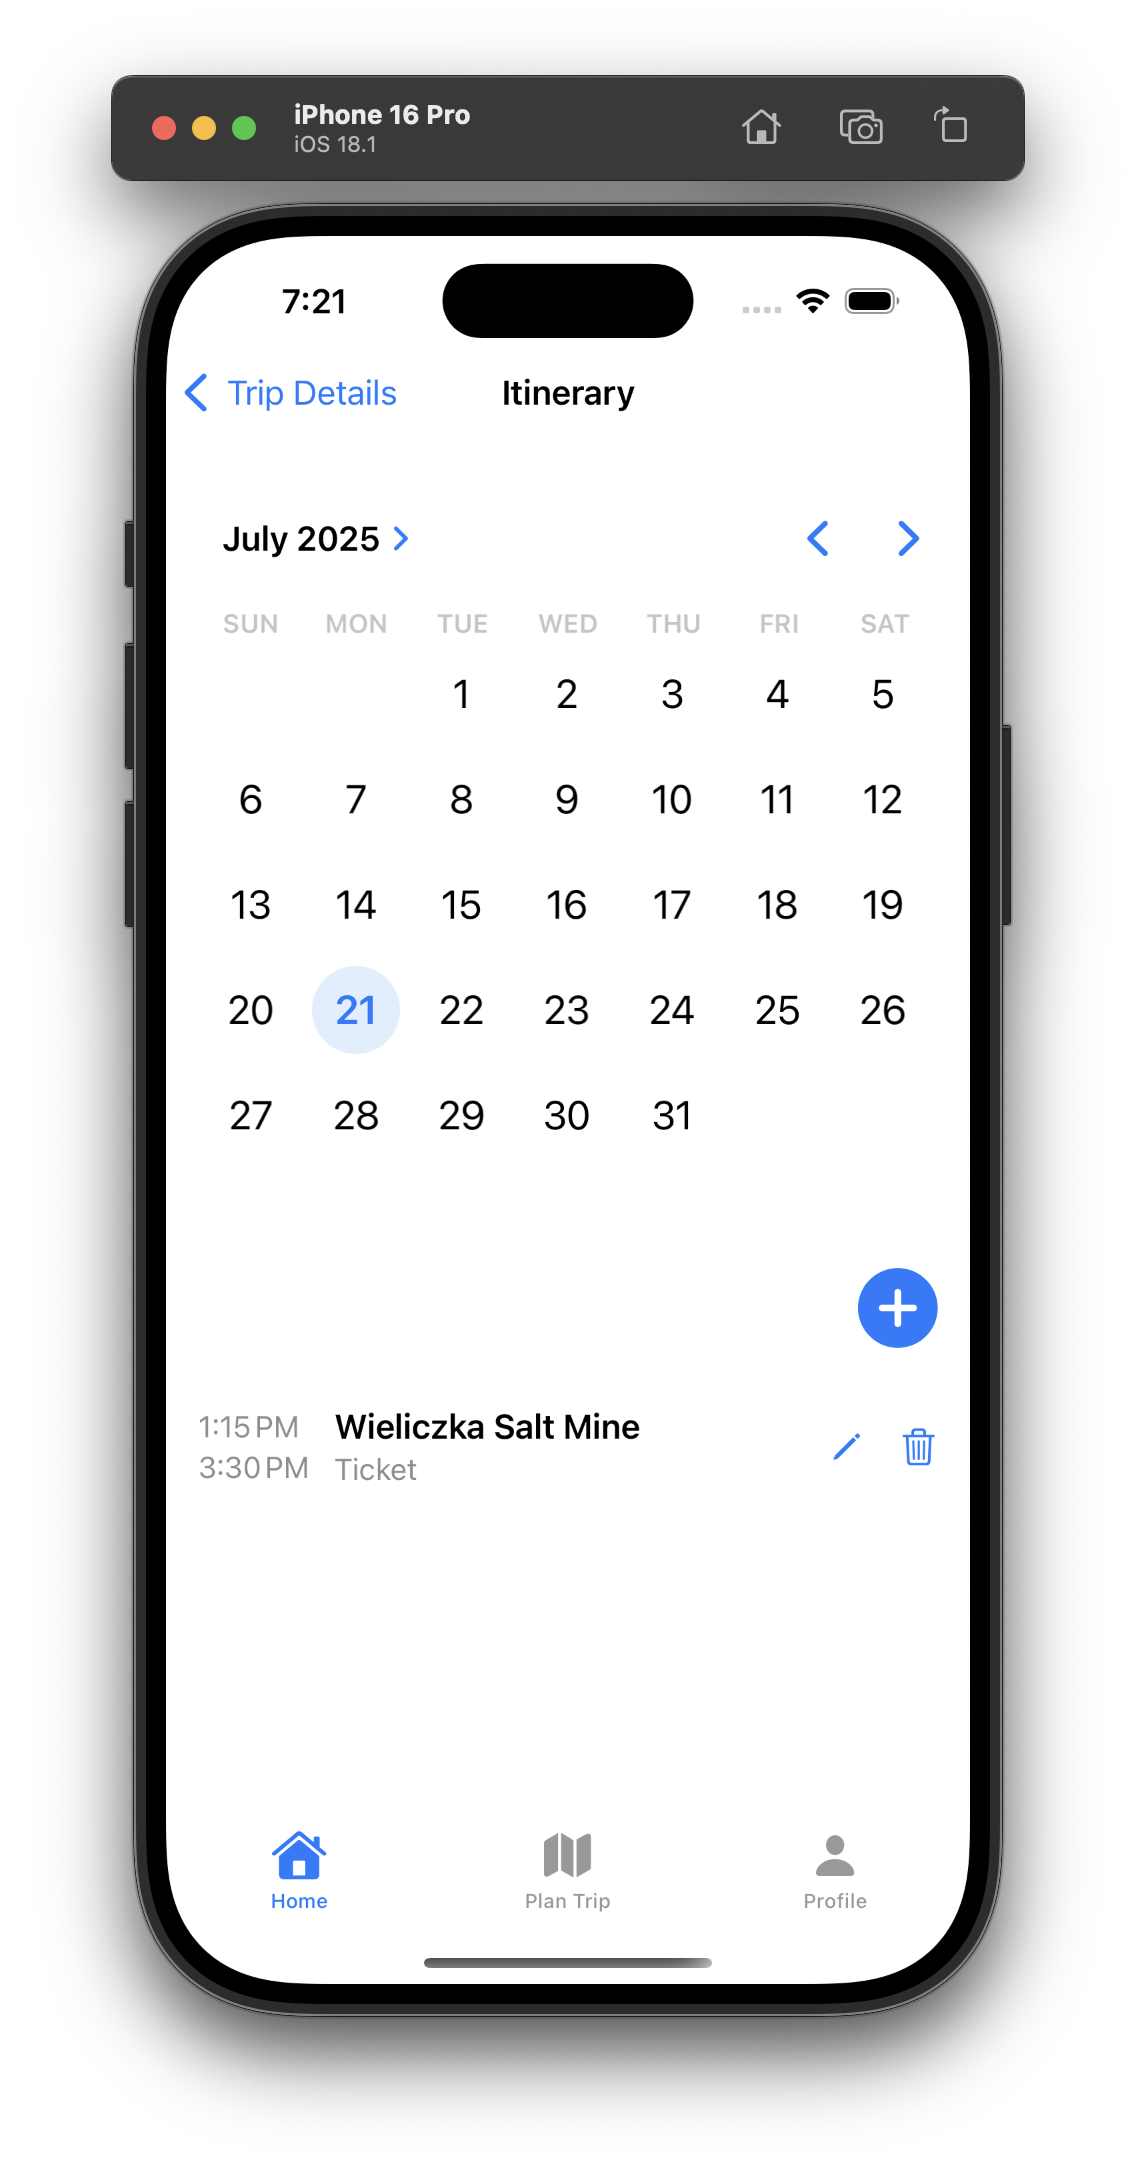 iPhone 16 Pro
iOS 18.1
7:21
Trip Details Itinerary
July 2025
SUN MON TUE WED THU FRI SAT
1 2 3 4 5
6 7 8 9 10 11 12
13 14 15 16 17 18 19
20 21 22 23 24 25 26
27 28 29 30 31
1:15 PM Wieliczka Salt Mine
3:30 PM Ticket
Home Plan Trip Profile